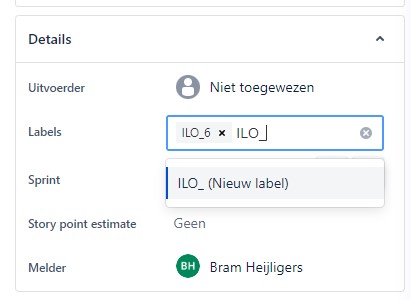 Details
Uitvoerder
Niet toegewezen
Labels
ILO_6 × ILO_
ILO_ (Nieuw label)
Sprint
Story point estimate
Geen
Melder
BH Bram Heijligers